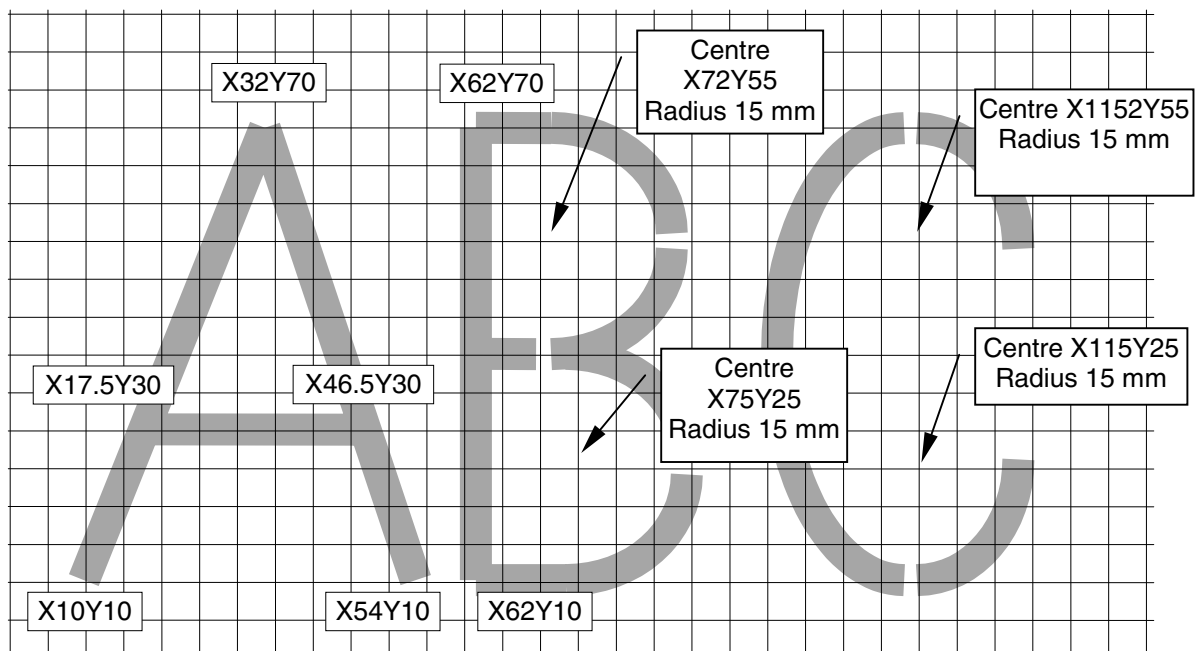 X32Y70
X62Y70
Centre
X72Y55
Radius 15 mm
Centre X1152Y55
Radius 15 mm
X17.5Y30
X46.5Y30
Centre
X75Y25
Radius 15 mm
Centre X115Y25
Radius 15 mm
ABC
X10Y10
X54Y10
X62Y10